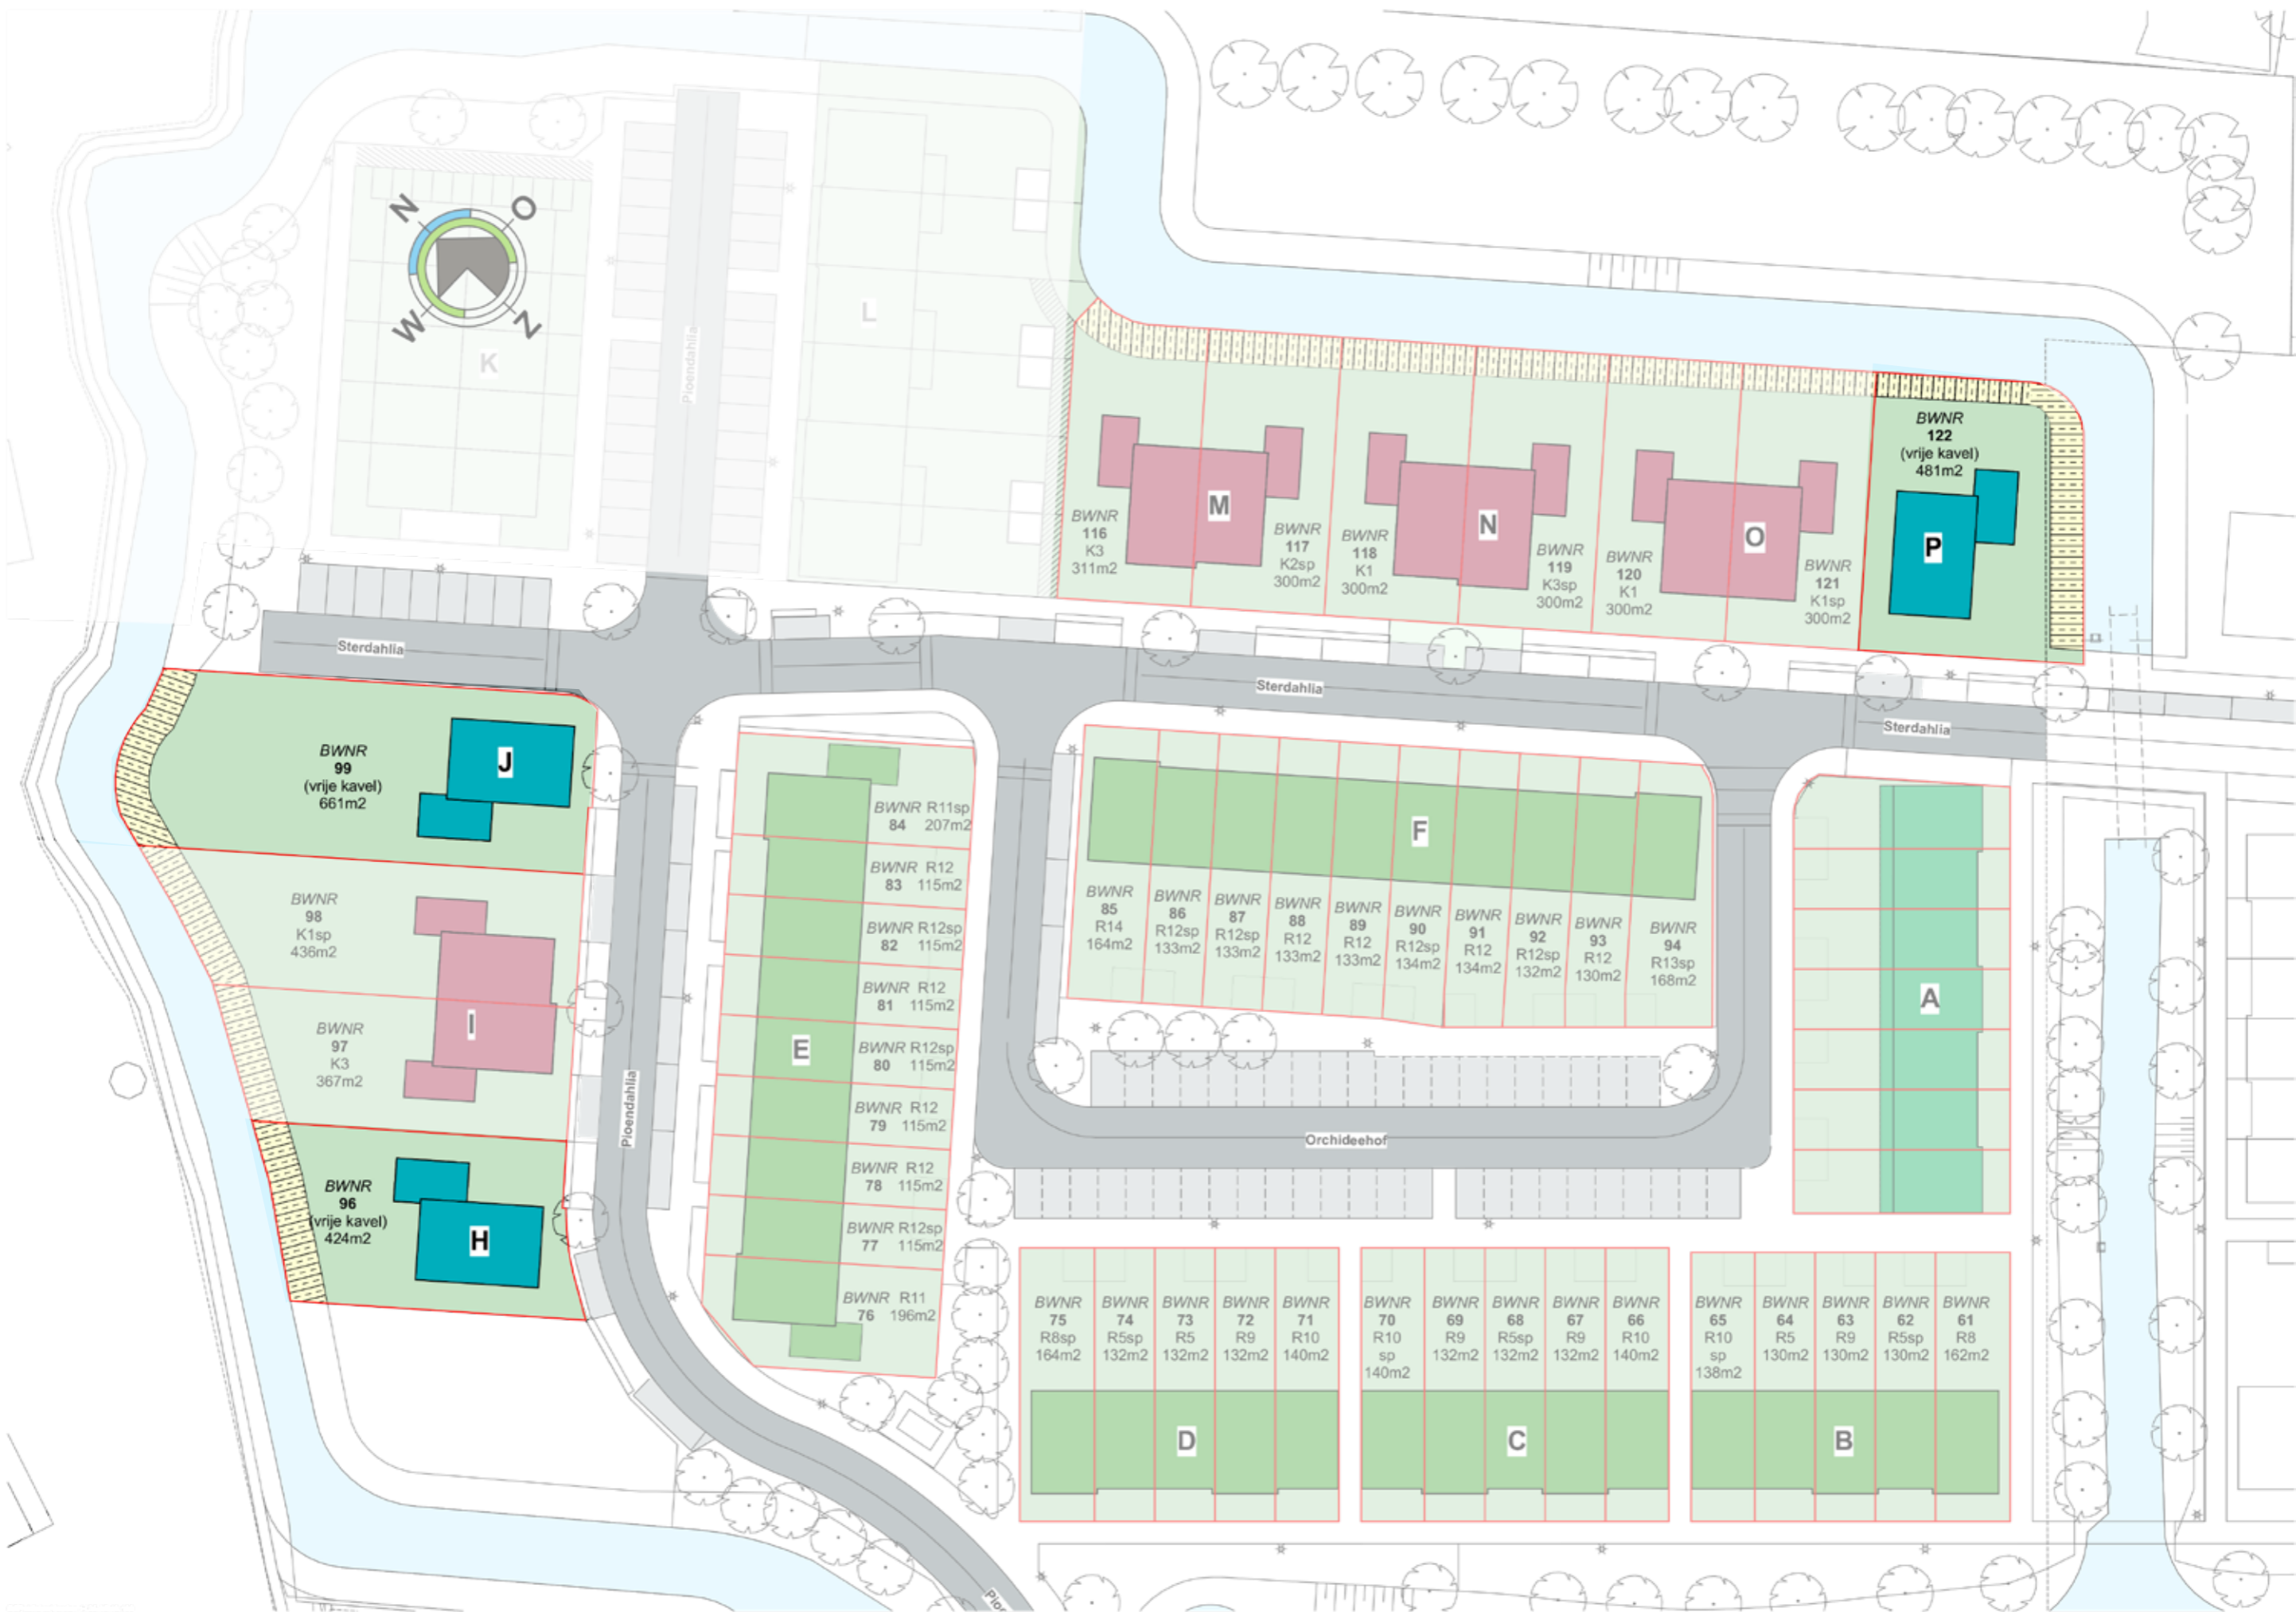 N
O
W
Z
K
L
Pioendahlia
BWNR
116
K3
311m2
M
BWNR
117
K2sp
300m2
BWNR
118
K1
300m2
N
BWNR
119
K3sp
300m2
BWNR
120
K1
300m2
O
BWNR
121
K1sp
300m2
BWNR
122
(vrije kavel)
481m2
P
Sterdahlia
Sterdahlia
Sterdahlia
BWNR
99
(vrije kavel)
661m2
J
BWNR
98
K1sp
436m2
I
BWNR
97
K3
367m2
BWNR
96
(vrije kavel)
424m2
H
Pioendahlia
E
BWNR R11sp
84 207m2
BWNR R12
83 115m2
BWNR R12sp
82 115m2
BWNR R12
81 115m2
BWNR R12sp
80 115m2
BWNR R12
79 115m2
BWNR R12
78 115m2
BWNR R12sp
77 115m2
BWNR R11
76 196m2
F
BWNR
85
R14
164m2
BWNR
86
R12sp
133m2
BWNR
87
R12sp
133m2
BWNR
88
R12
133m2
BWNR
89
R12
133m2
BWNR
90
R12sp
134m2
BWNR
91
R12
134m2
BWNR
92
R12sp
132m2
BWNR
93
R12
130m2
BWNR
94
R13sp
168m2
A
Orchideehof
BWNR
75
R8sp
164m2
BWNR
74
R5sp
132m2
BWNR
73
R5
132m2
BWNR
72
R9
132m2
BWNR
71
R10
140m2
D
BWNR
70
R10
sp
140m2
BWNR
69
R9
132m2
BWNR
68
R5sp
132m2
BWNR
67
R9
132m2
BWNR
66
R10
140m2
C
BWNR
65
R10
sp
138m2
BWNR
64
R5
130m2
BWNR
63
R9
130m2
BWNR
62
R5sp
130m2
BWNR
61
R8
162m2
B